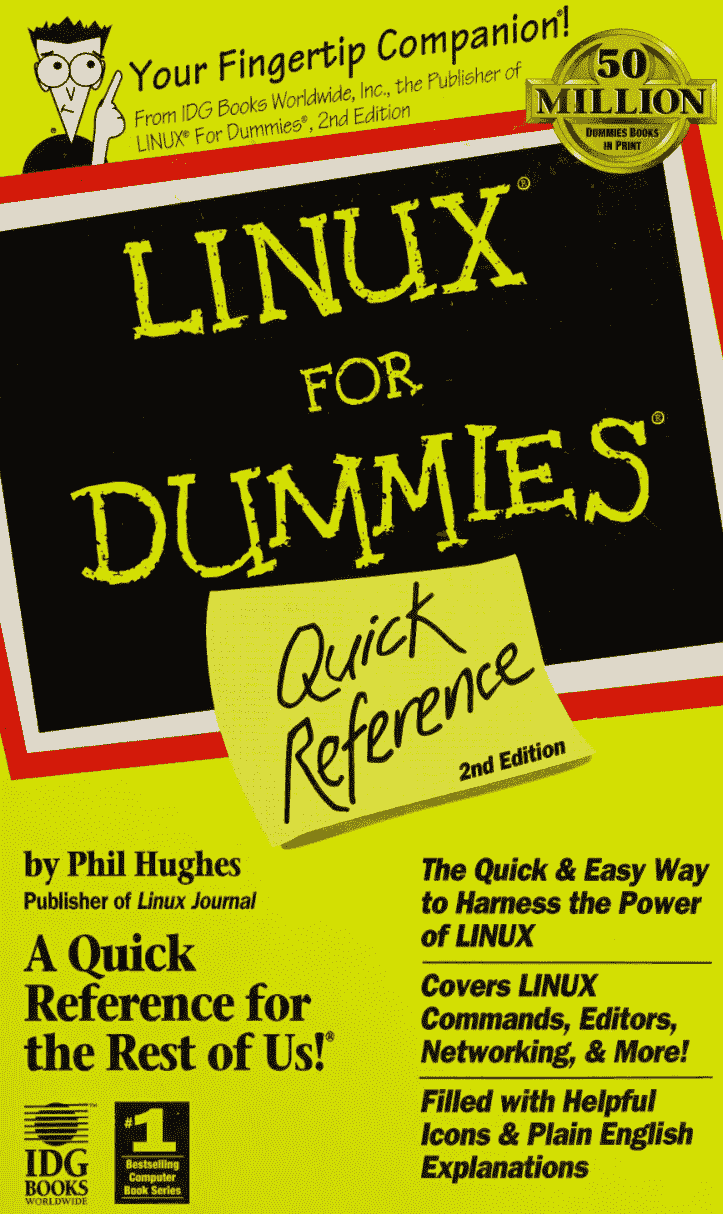 Your Fingertip Companion!®
From IDG Books Worldwide, Inc., the Publisher of
LINUX® For Dummies®, 2nd Edition
50
MILLION
DUMMIES BOOKS
IN PRINT
LINUX®
FOR
DUMMIES®
Quick
Reference
2nd Edition
by Phil Hughes
Publisher of Linux Journal
A Quick
Reference for
the Rest of Us!®
IDG
BOOKS
WORLDWIDE
™
#1
Bestselling
Computer
Book Series
The Quick & Easy Way
to Harness the Power
of LINUX
Covers LINUX
Commands, Editors,
Networking, & More!
Filled with Helpful
Icons & Plain English
Explanations